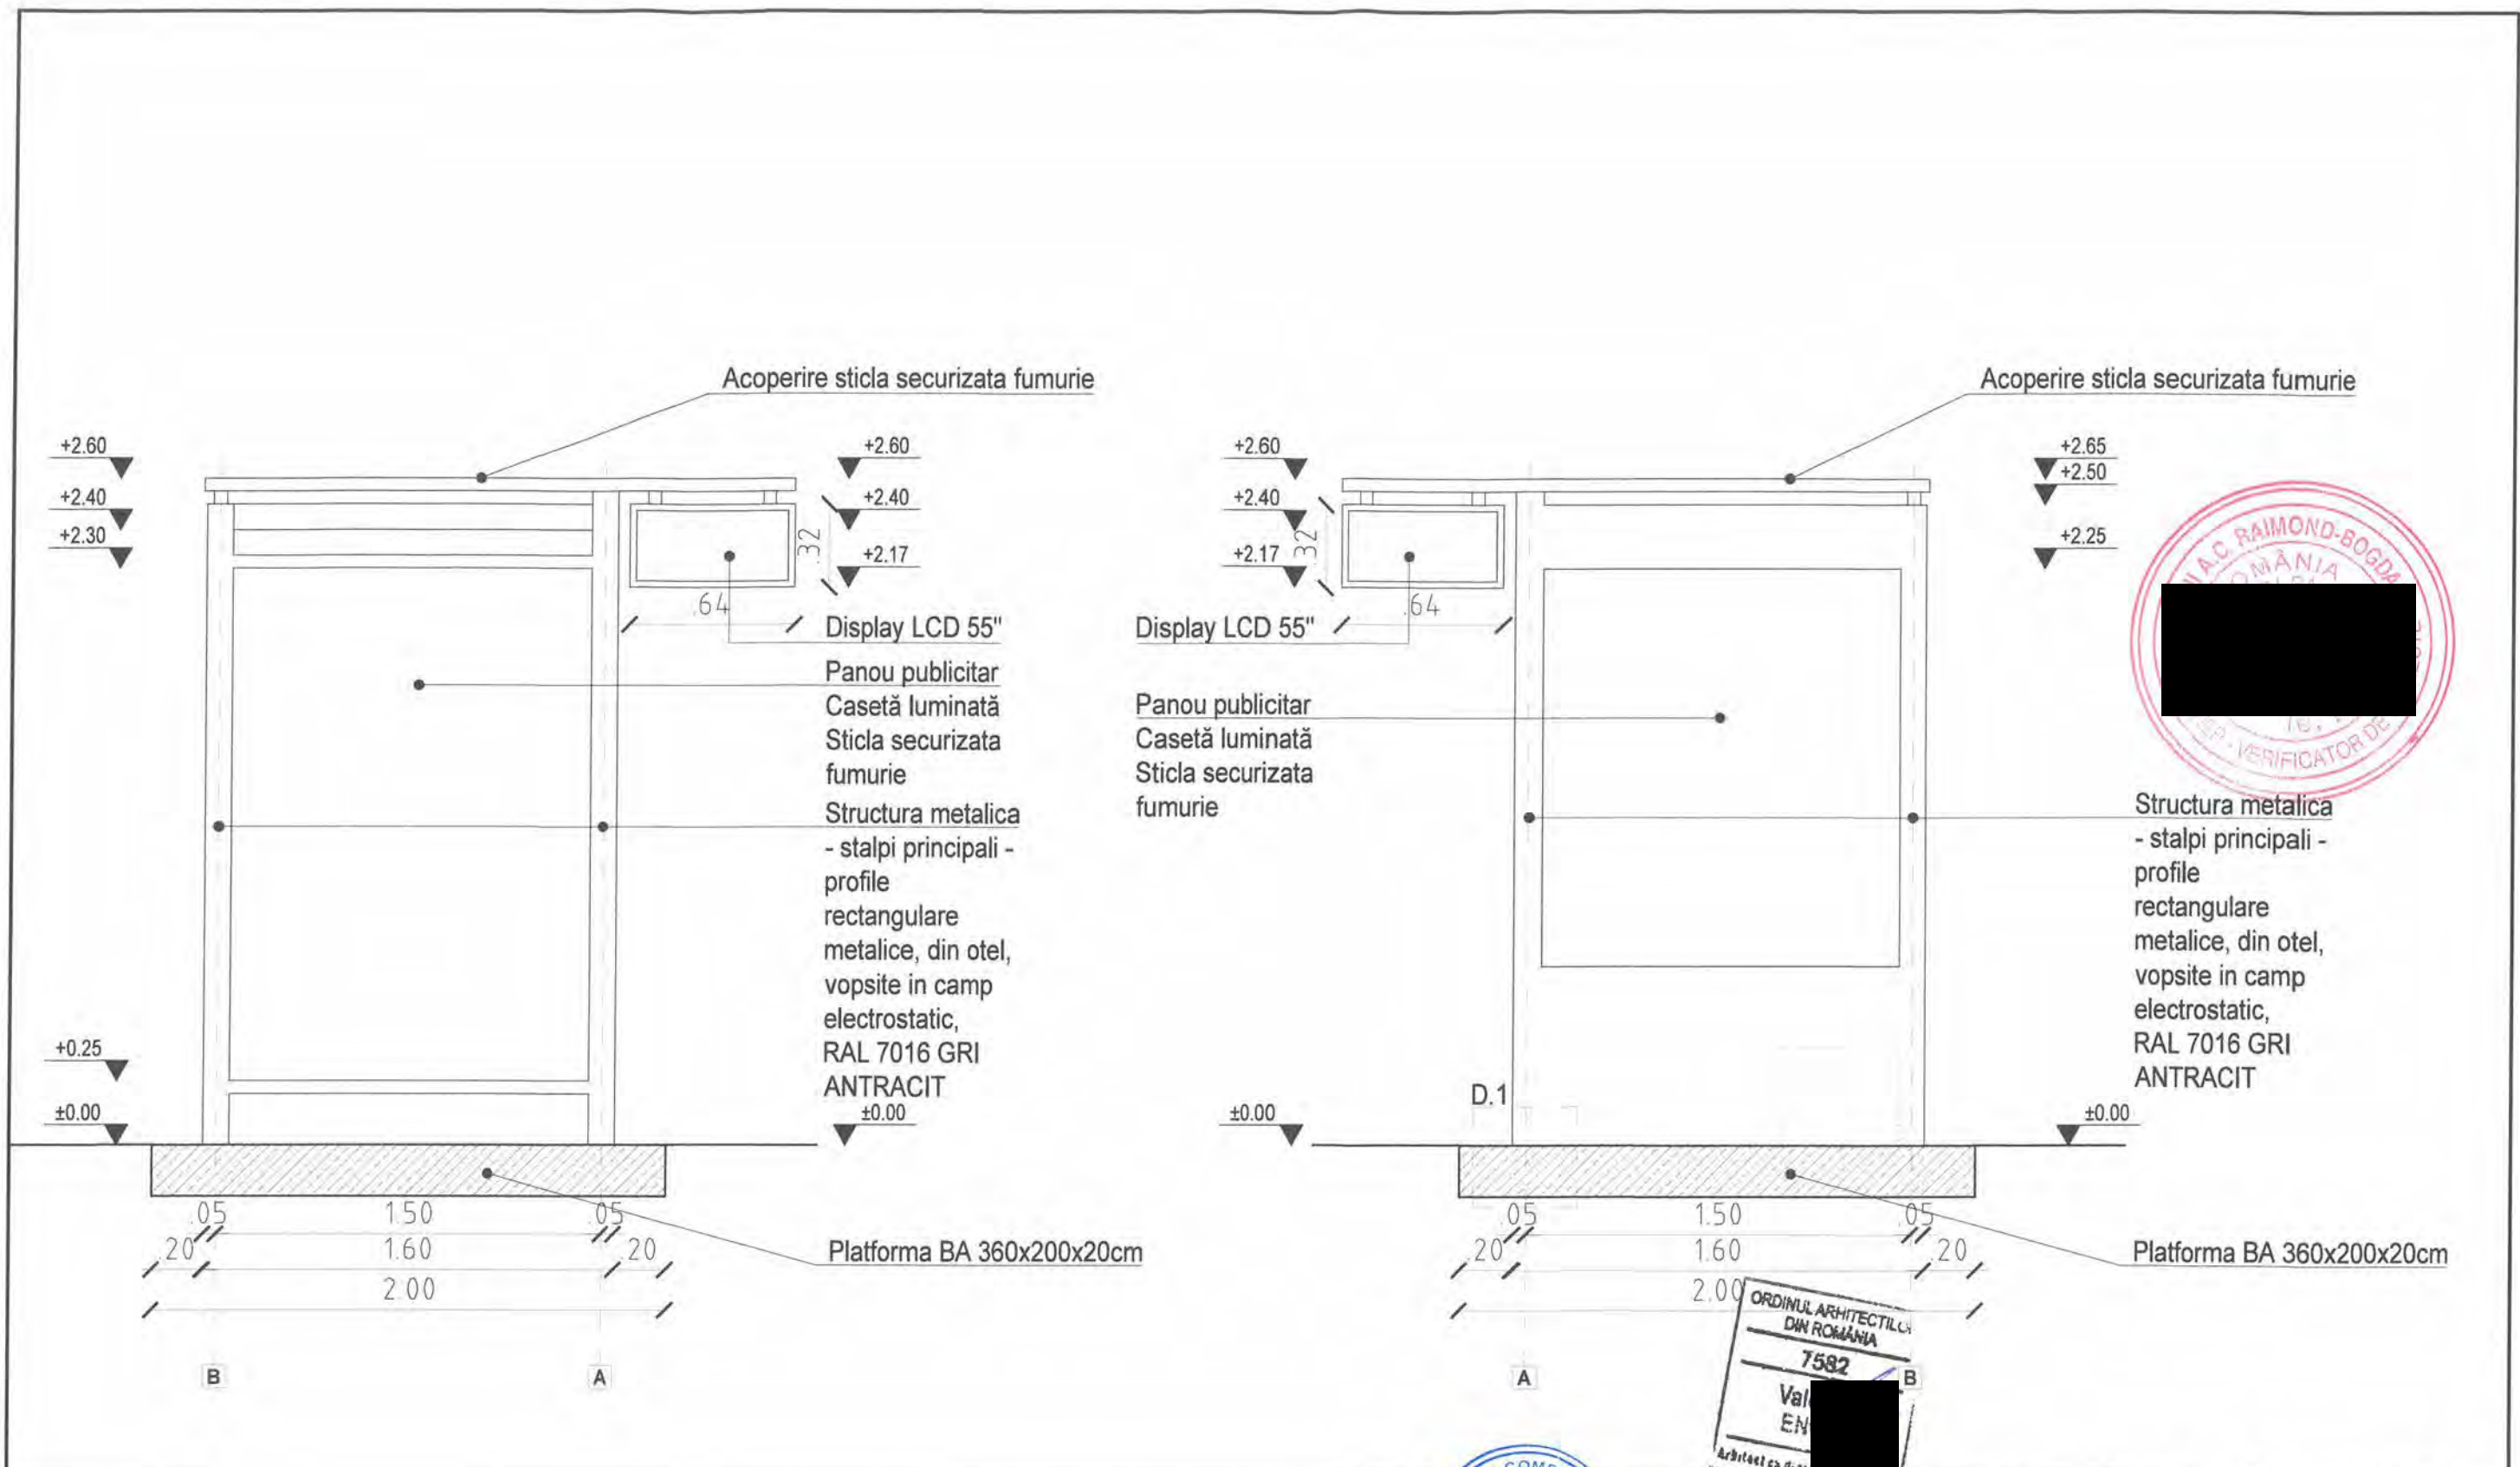 Acoperire sticla securizata fumurie
+2.60
+2.40
+2.30
+0.25
±0.00
+2.60
+2.40
+2.17
.32
.64
Display LCD 55"
Panou publicitar
Casetă luminată
Sticla securizata
fumurie
Structura metalica
- stalpi principali -
profile
rectangulare
metalice, din otel,
vopsite in camp
electrostatic,
RAL 7016 GRI
ANTRACIT
±0.00
.05 1.50 .05
.20 1.60 .20
2.00
Platforma BA 360x200x20cm
B A
Acoperire sticla securizata fumurie
+2.60
+2.40
+2.17
.32
.64
Display LCD 55"
Panou publicitar
Casetă luminată
Sticla securizata
fumurie
D.1
±0.00
+2.65
+2.50
+2.25
A.C. RAIMOND-BOGDA
ROMÂNIA
VERIFICATOR DE
Structura metalica
- stalpi principali -
profile
rectangulare
metalice, din otel,
vopsite in camp
electrostatic,
RAL 7016 GRI
ANTRACIT
±0.00
.05 1.50 .05
.20 1.60 .20
2.00
Platforma BA 360x200x20cm
A B
ORDINUL ARHITECTILO
DIN ROMÂNIA
7582